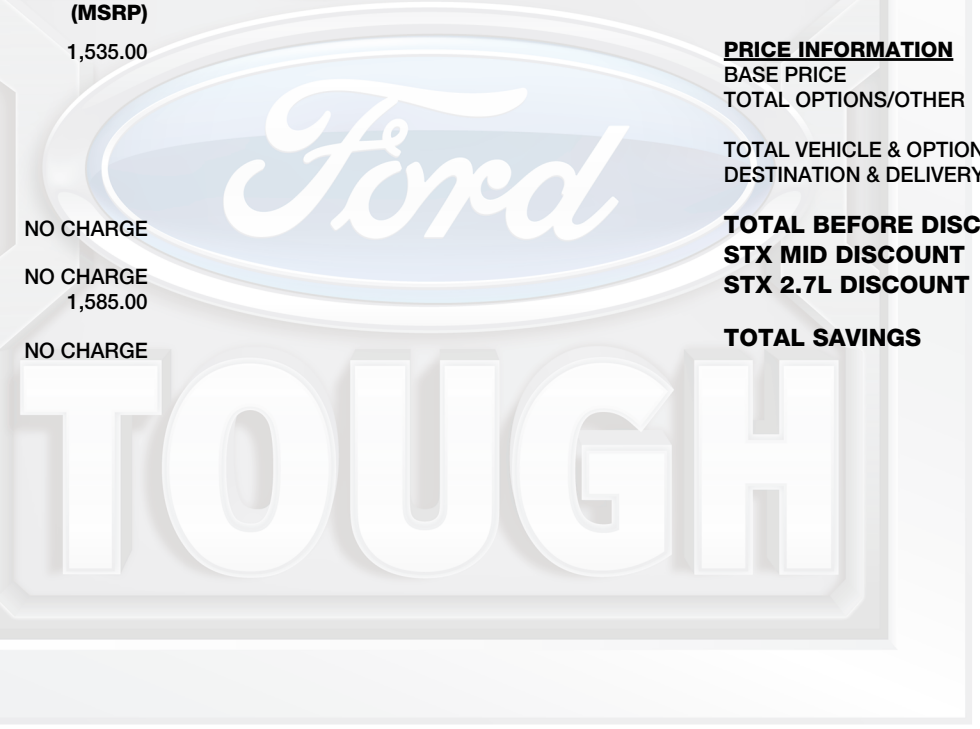 (MSRP)
1,535.00
NO CHARGE
NO CHARGE
1,585.00
NO CHARGE
PRICE INFORMATION
BASE PRICE
TOTAL OPTIONS/OTHER
TOTAL VEHICLE & OPTION
DESTINATION & DELIVERY
TOTAL BEFORE DISC
STX MID DISCOUNT
STX 2.7L DISCOUNT
TOTAL SAVINGS
Ford
TOUGH